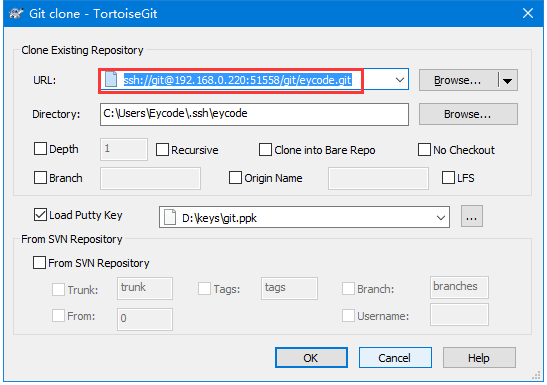 Git clone - TortoiseGit
Clone Existing Repository
URL: ssh://git@192.168.0.220:51558/git/eycode.git Browse...
Directory: C:\Users\Eycode\.ssh\eycode Browse...
Depth 1 Recursive Clone into Bare Repo No Checkout
Branch Origin Name LFS
Load Putty Key D:\keys\git.ppk ...
From SVN Repository
From SVN Repository
Trunk: trunk Tags: tags Branch: branches
From: 0 Username:
OK Cancel Help